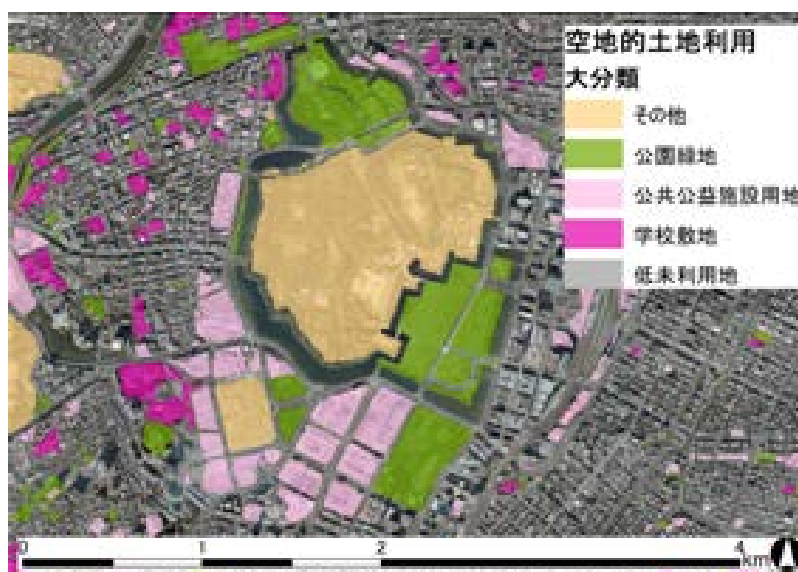 空地的土地利用
大分類
その他
公園緑地
公共公益施設用地
学校敷地
低未利用地
0 1 2 4
km